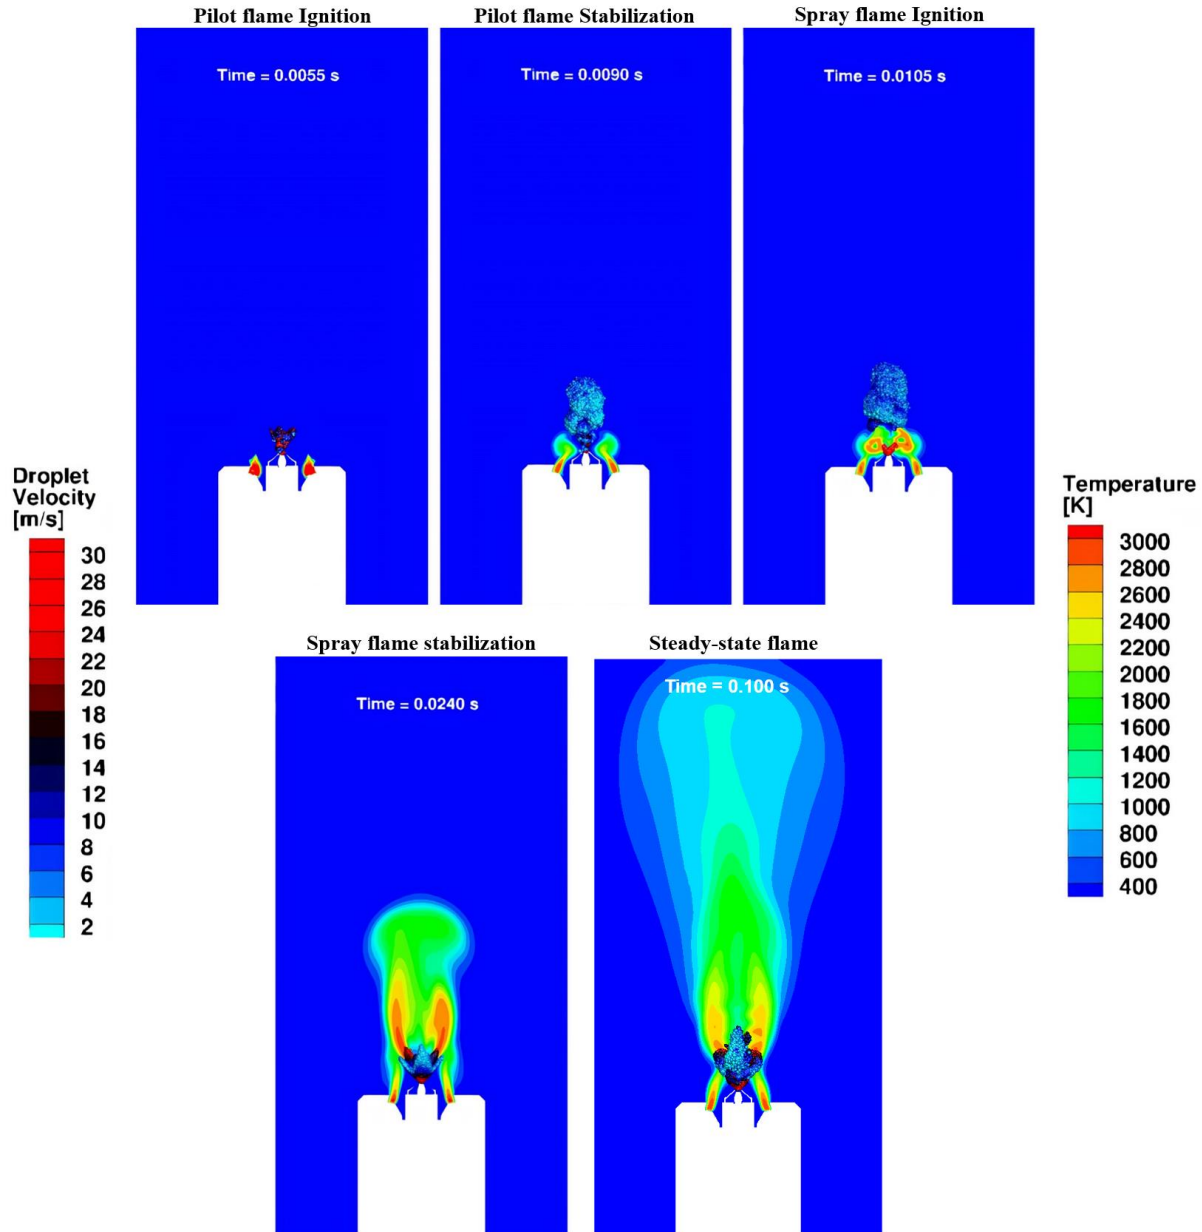 Pilot flame Ignition
Pilot flame Stabilization
Spray flame Ignition
Time = 0.0055 s
Time = 0.0090 s
Time = 0.0105 s
Droplet
Velocity
[m/s]
30
28
26
24
22
20
18
16
14
12
10
8
6
4
2
Temperature
[K]
3000
2800
2600
2400
2200
2000
1800
1600
1400
1200
1000
800
600
400
Spray flame stabilization
Steady-state flame
Time = 0.0240 s
Time = 0.100 s